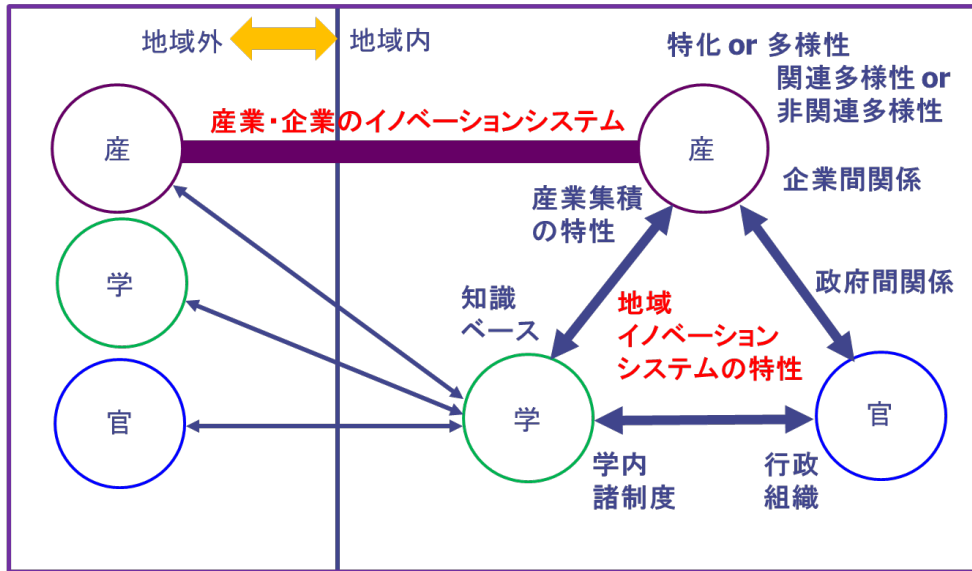 地域外
地域内
特化 or 多様性
関連多様性 or
非関連多様性
産
産業・企業のイノベーションシステム
産
企業間関係
産業集積
の特性
学
知識
ベース
地域
イノベーション
システムの特性
政府間関係
官
学
官
学内
諸制度
行政
組織